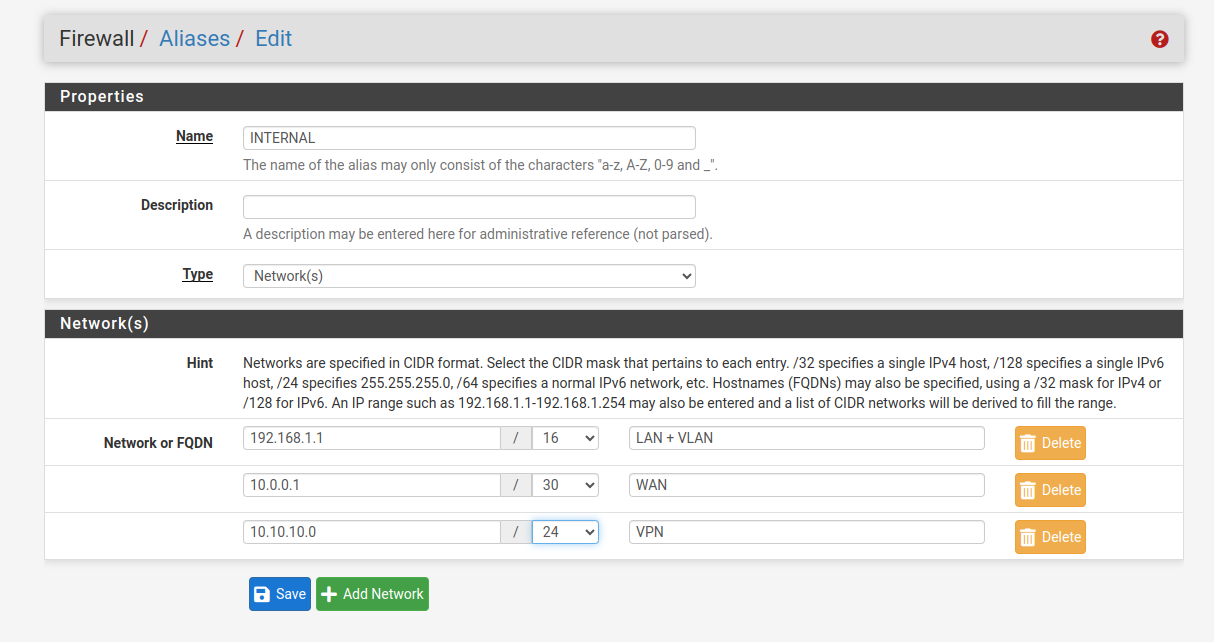 Firewall / Aliases / Edit
Properties
Name
INTERNAL
The name of the alias may only consist of the characters "a-z, A-Z, 0-9 and _".
Description
A description may be entered here for administrative reference (not parsed).
Type
Network(s)
Network(s)
Hint
Networks are specified in CIDR format. Select the CIDR mask that pertains to each entry. /32 specifies a single IPv4 host, /128 specifies a single IPv6
host, /24 specifies 255.255.255.0, /64 specifies a normal IPv6 network, etc. Hostnames (FQDNs) may also be specified, using a /32 mask for IPv4 or
/128 for IPv6. An IP range such as 192.168.1.1-192.168.1.254 may also be entered and a list of CIDR networks will be derived to fill the range.
Network or FQDN 192.168.1.1 / 16 LAN + VLAN Delete
10.0.0.1 / 30 WAN Delete
10.10.10.0 / 24 VPN Delete
Save Add Network